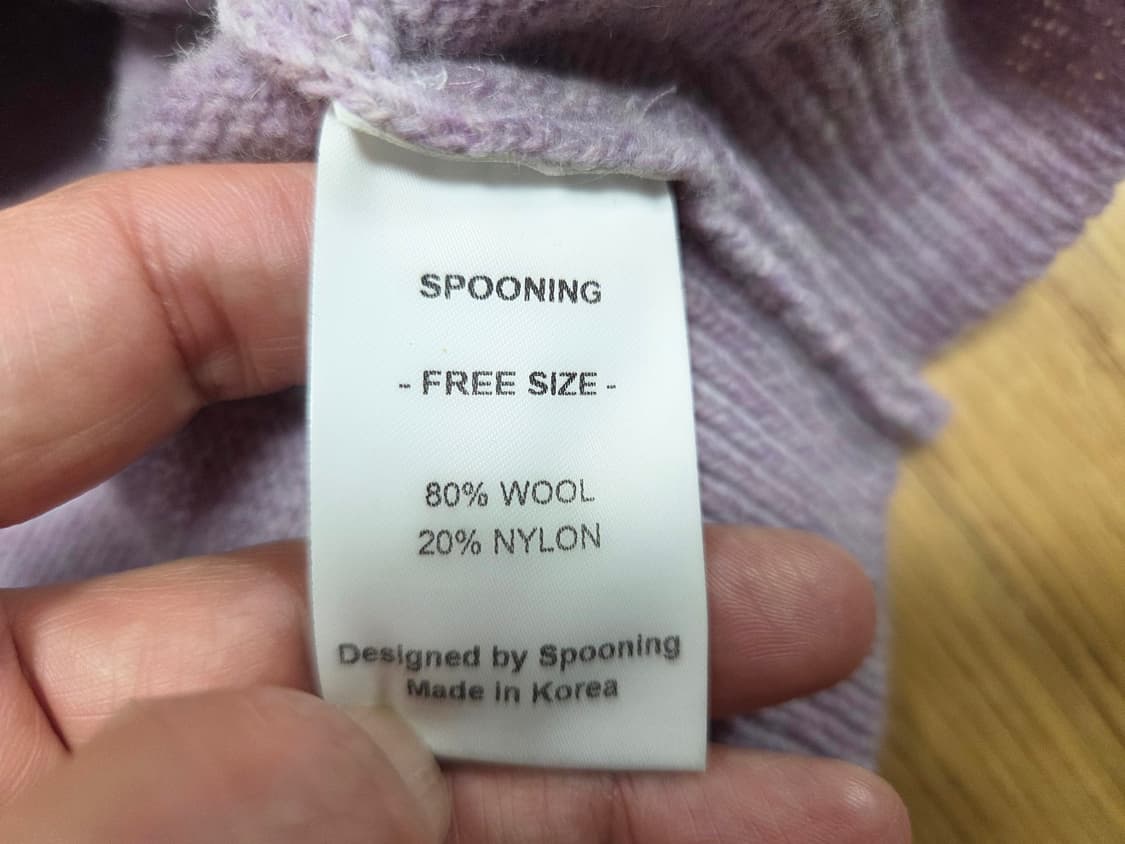 SPOONING
- FREE SIZE -
80% WOOL
20% NYLON
Designed by Spooning
Made in Korea